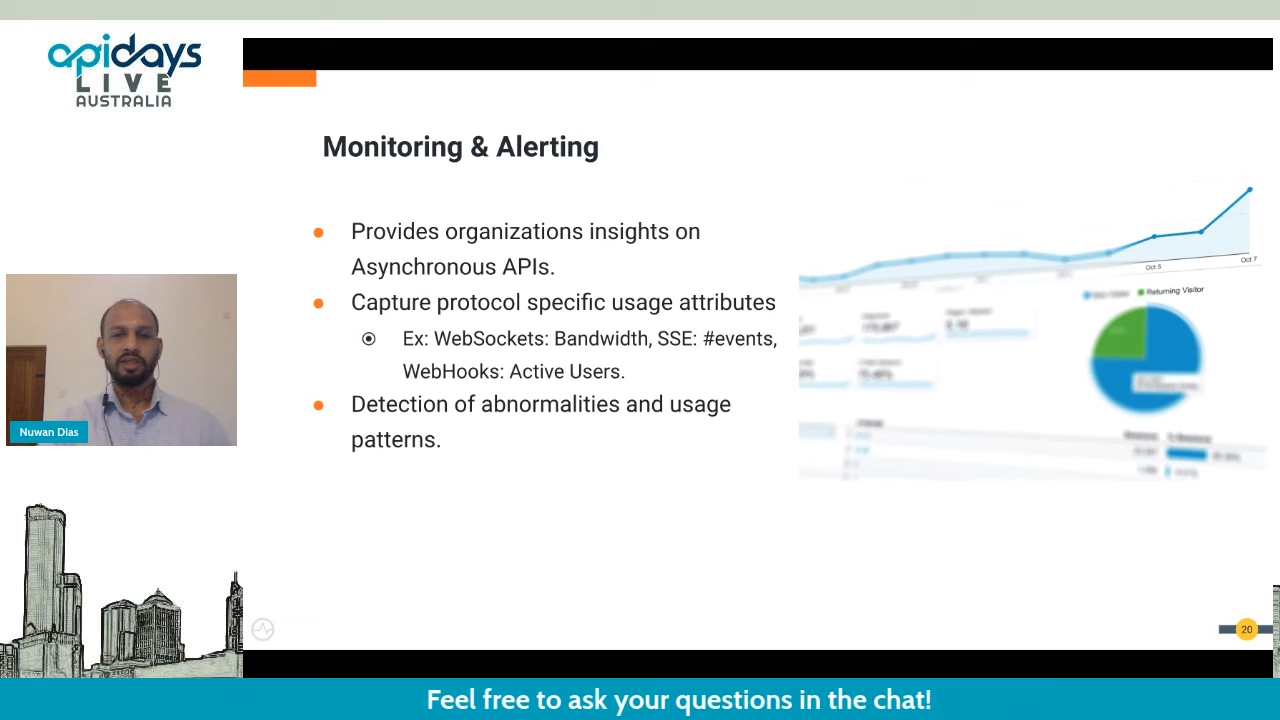 apidays
LIVE
AUSTRALIA
Monitoring & Alerting
● Provides organizations insights on
Asynchronous APIs.
● Capture protocol specific usage attributes
Ex: WebSockets: Bandwidth, SSE: #events,
WebHooks: Active Users.
● Detection of abnormalities and usage
patterns.
Oct 5
Oct 7
Returning Visitor
Nuwan Dias
20
Feel free to ask your questions in the chat!